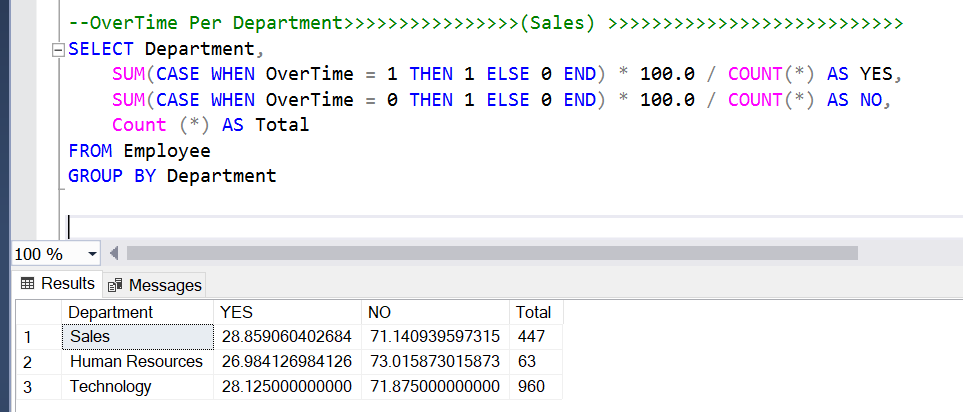 --OverTime Per Department>>>>>>>>>>>>>>>>(Sales) >>>>>>>>>>>>>>>>>>>>>>>>>>>
SELECT Department,
SUM(CASE WHEN OverTime = 1 THEN 1 ELSE 0 END) * 100.0 / COUNT(*) AS YES,
SUM(CASE WHEN OverTime = 0 THEN 1 ELSE 0 END) * 100.0 / COUNT(*) AS NO,
Count (*) AS Total
FROM Employee
GROUP BY Department
100 %
Results Messages
Department YES NO Total
1 Sales 28.859060402684 71.140939597315 447
2 Human Resources 26.984126984126 73.015873015873 63
3 Technology 28.125000000000 71.875000000000 960